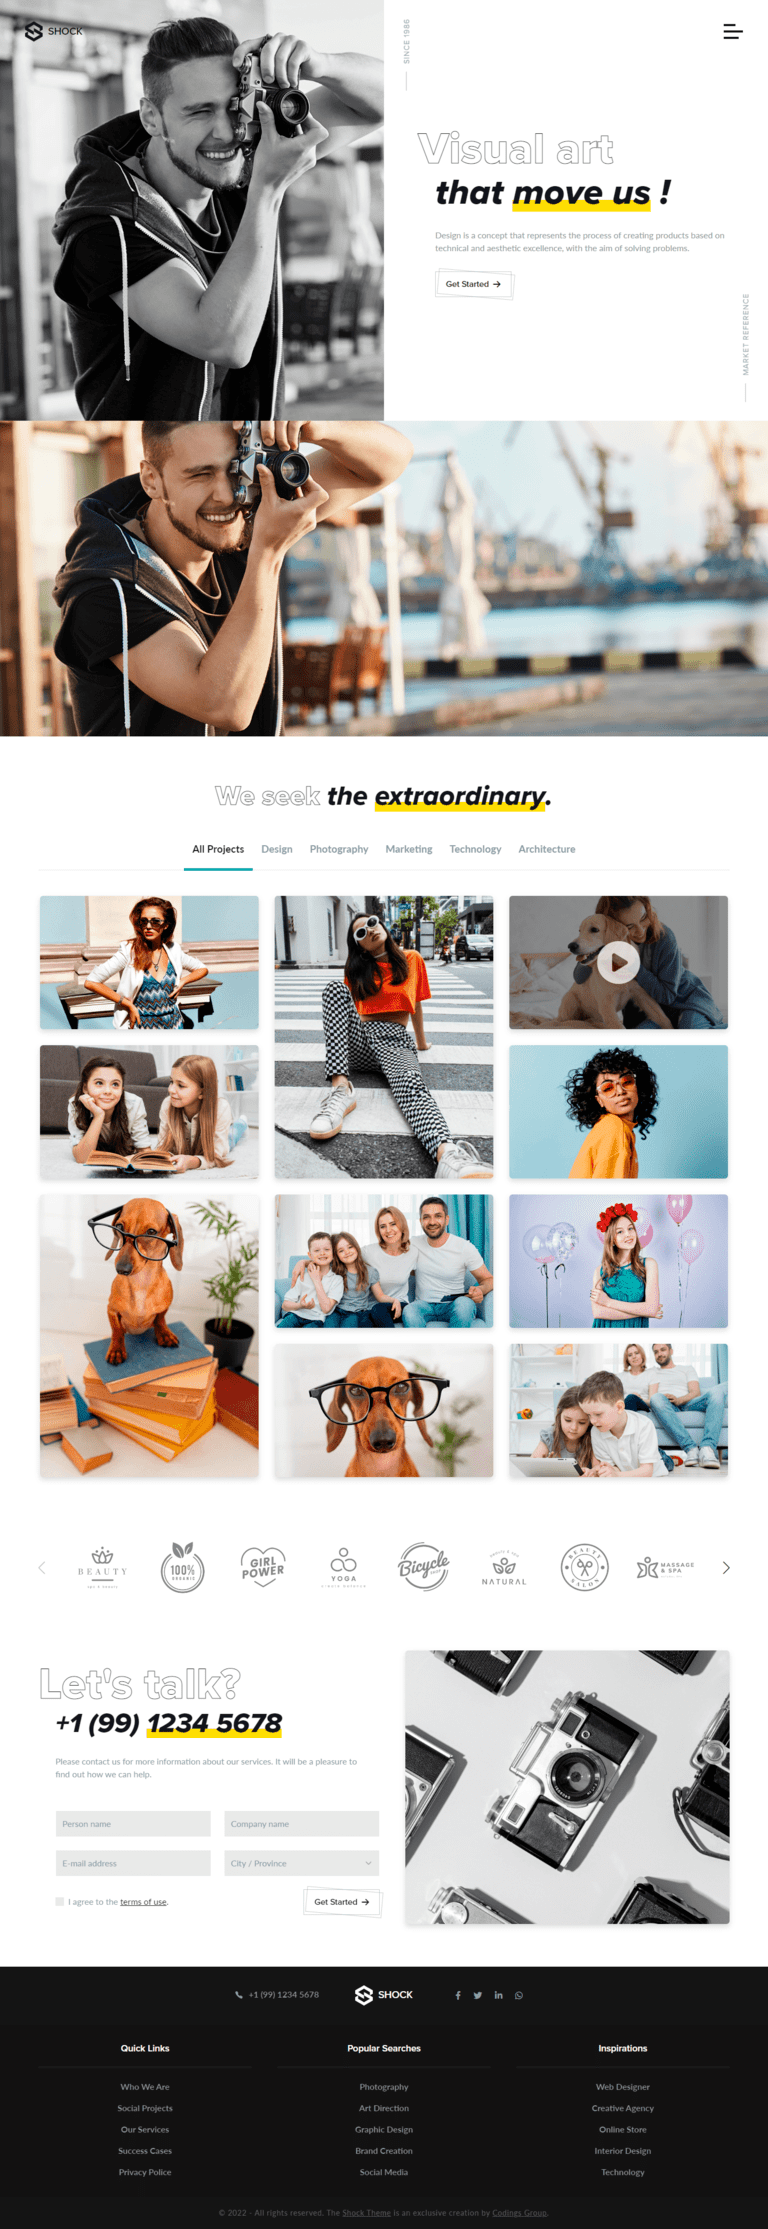 SHOCK
SINCE 1986
Visual art
that move us !
Design is a concept that represents the process of creating products based on
technical and aesthetic excellence, with the aim of solving problems.
Get Started
MARKET REFERENCE
We seek the extraordinary.
All Projects Design Photography Marketing Technology Architecture
BEAUTY
100%
ORGANIC
GIRL
POWER
YOGA
Bicycle
NATURAL
BEAUTY
SALON
MASSAGE
& SPA
Let's talk?
+1 (99) 1234 5678
Please contact us for more information about our services. It will be a pleasure to
find out how we can help.
Person name Company name
E-mail address City / Province
I agree to the terms of use.
Get Started
+1 (99) 1234 5678
SHOCK
Quick Links
Who We Are
Social Projects
Our Services
Success Cases
Privacy Police
Popular Searches
Photography
Art Direction
Graphic Design
Brand Creation
Social Media
Inspirations
Web Designer
Creative Agency
Online Store
Interior Design
Technology
© 2022 - All rights reserved. The Shock Theme is an exclusive creation by Codings Group.